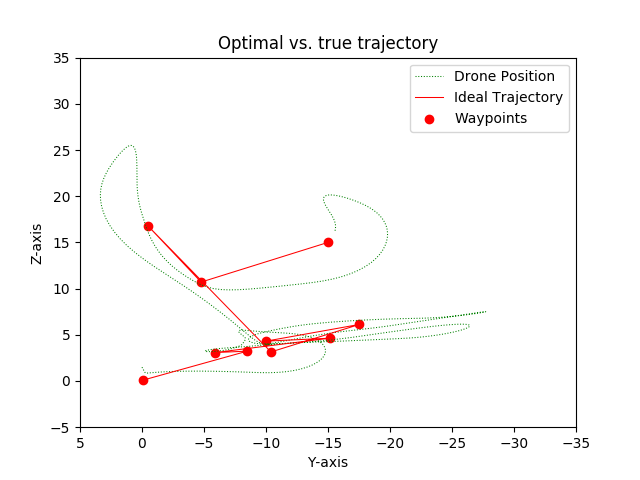 Optimal vs. true trajectory
Drone Position
Ideal Trajectory
Waypoints
35
30
25
20
15
10
5
0
−5
Z-axis
5 0 −5 −10 −15 −20 −25 −30 −35
Y-axis